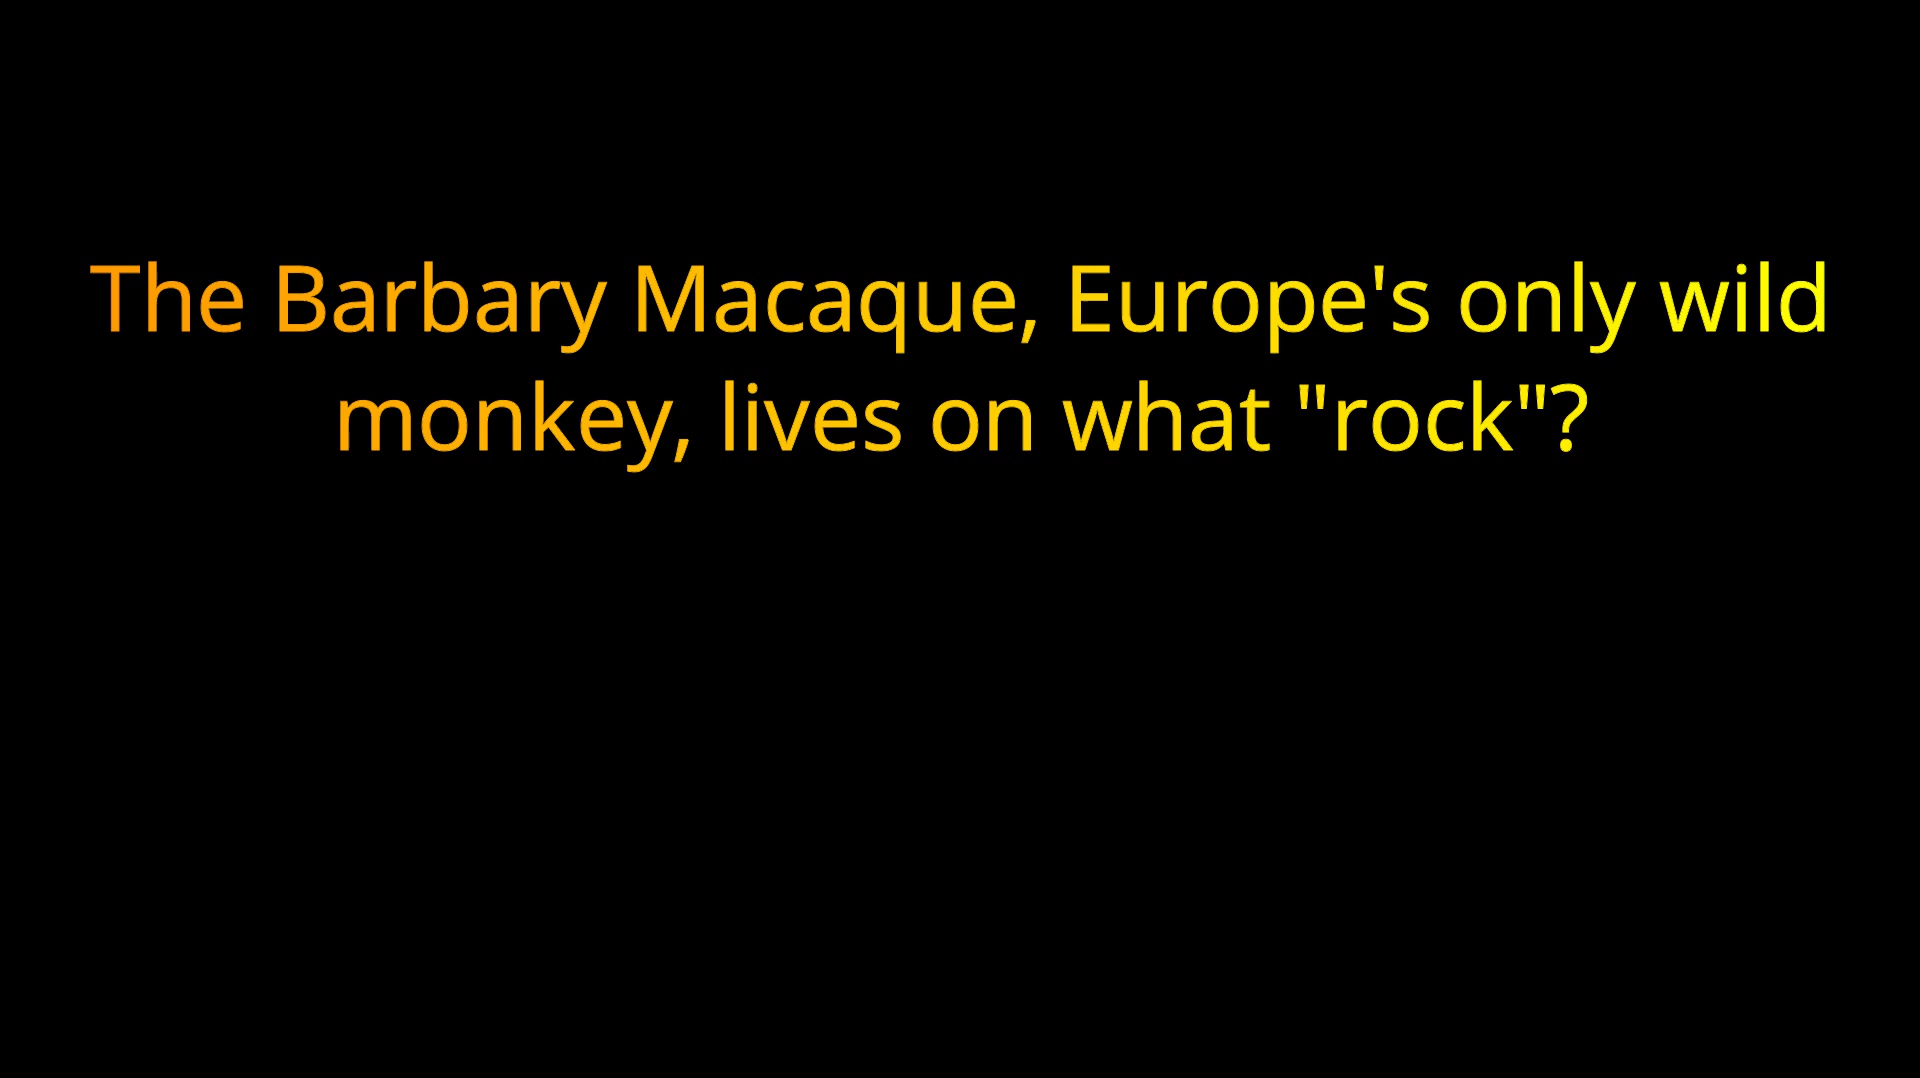 The Barbary Macaque, Europe's only wild
monkey, lives on what "rock"?